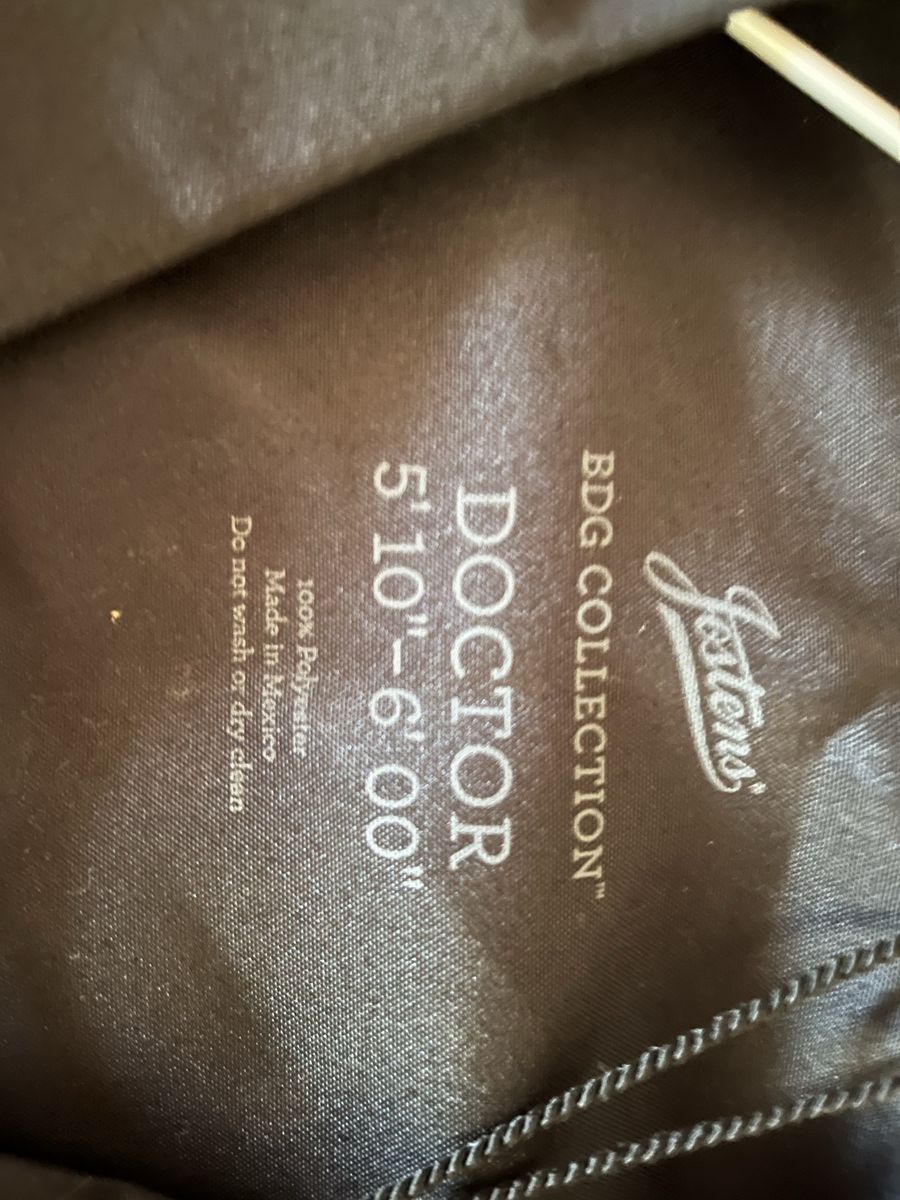 Jostens®
BDG COLLECTION™
DOCTOR
5'10"-6'00"
100% Polyester
Made in Mexico
Do not wash or dry clean